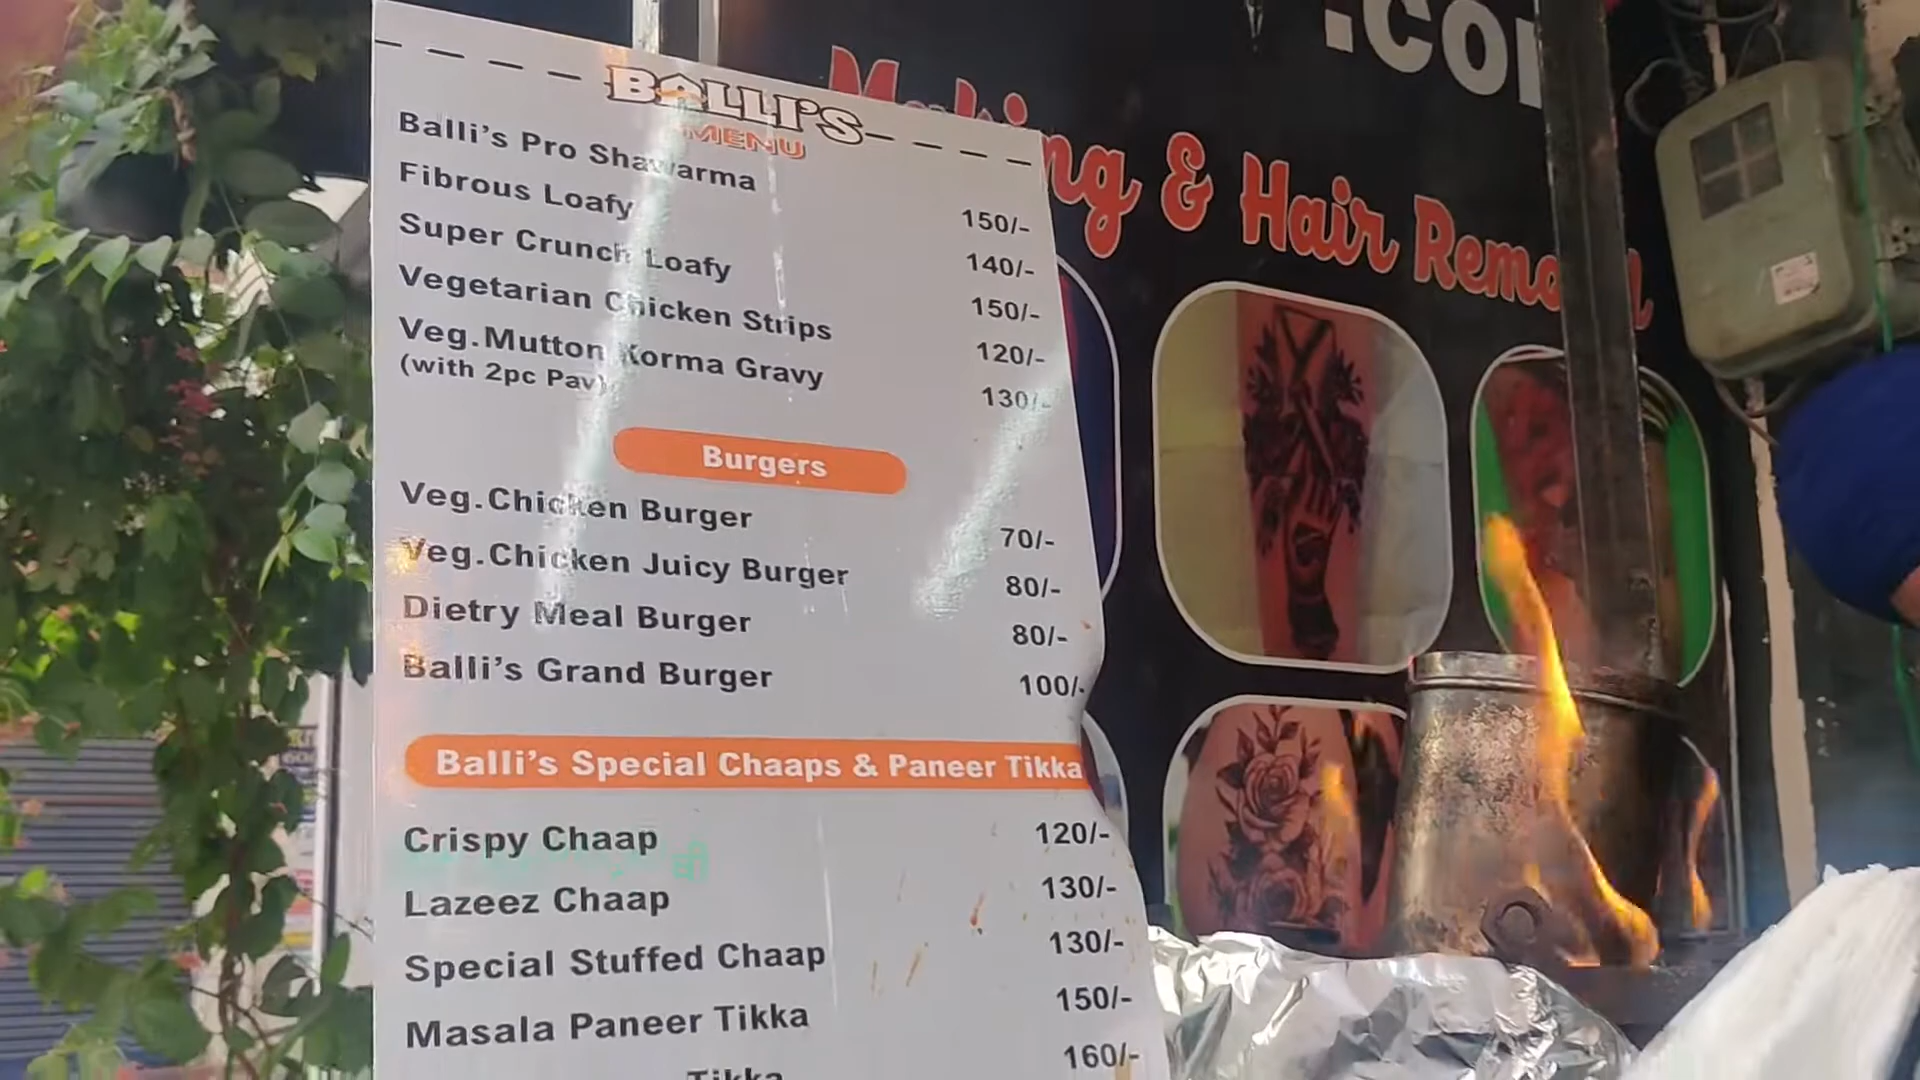 .co
Making & Hair Remo
BALLI'S
MENU
Balli's Pro Shawarma 150/-
Fibrous Loafy 140/-
Super Crunch Loafy 150/-
Vegetarian Chicken Strips 120/-
Veg.Mutton Korma Gravy 130/-
(with 2pc Pav)
Burgers
Veg.Chicken Burger 70/-
Veg.Chicken Juicy Burger 80/-
Dietry Meal Burger 80/-
Balli's Grand Burger 100/-
Balli's Special Chaaps & Paneer Tikka
Crispy Chaap 120/-
Lazeez Chaap 130/-
Special Stuffed Chaap 130/-
Masala Paneer Tikka 150/-
Tikka 160/-